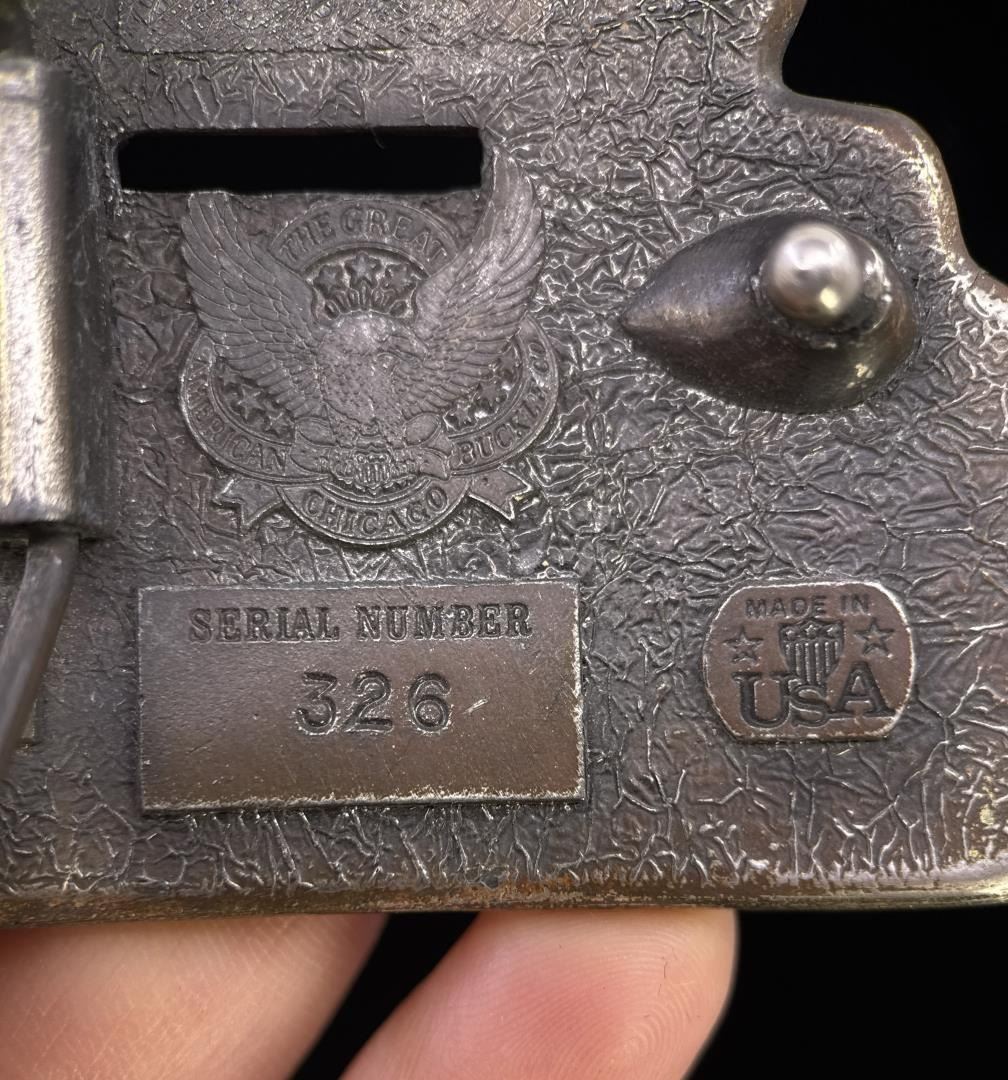 THE GREAT
AMERICAN BUCKLE CO.
CHICAGO
SERIAL NUMBER
326
MADE IN
USA